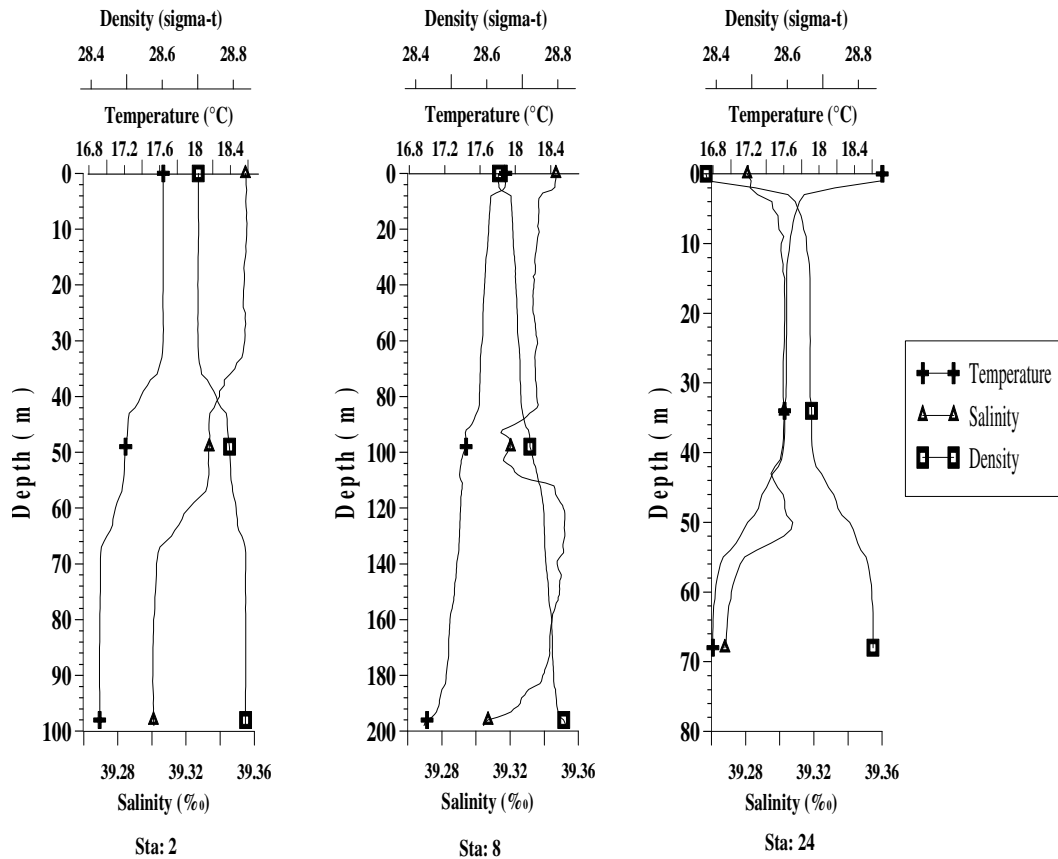 Density (sigma-t)
28.4 28.6 28.8
Temperature (°C)
16.8 17.2 17.6 18 18.4
0
10
20
30
40
50
60
70
80
90
100
Depth ( m )
39.28 39.32 39.36
Salinity (‰)
Sta: 2
Density (sigma-t)
28.4 28.6 28.8
Temperature (°C)
16.8 17.2 17.6 18 18.4
0
20
40
60
80
100
120
140
160
180
200
Depth ( m )
39.28 39.32 39.36
Salinity (‰)
Sta: 8
Density (sigma-t)
28.4 28.6 28.8
Temperature (°C)
16.8 17.2 17.6 18 18.4
0
10
20
30
40
50
60
70
80
Depth ( m )
39.28 39.32 39.36
Salinity (‰)
Sta: 24
Temperature
Salinity
Density